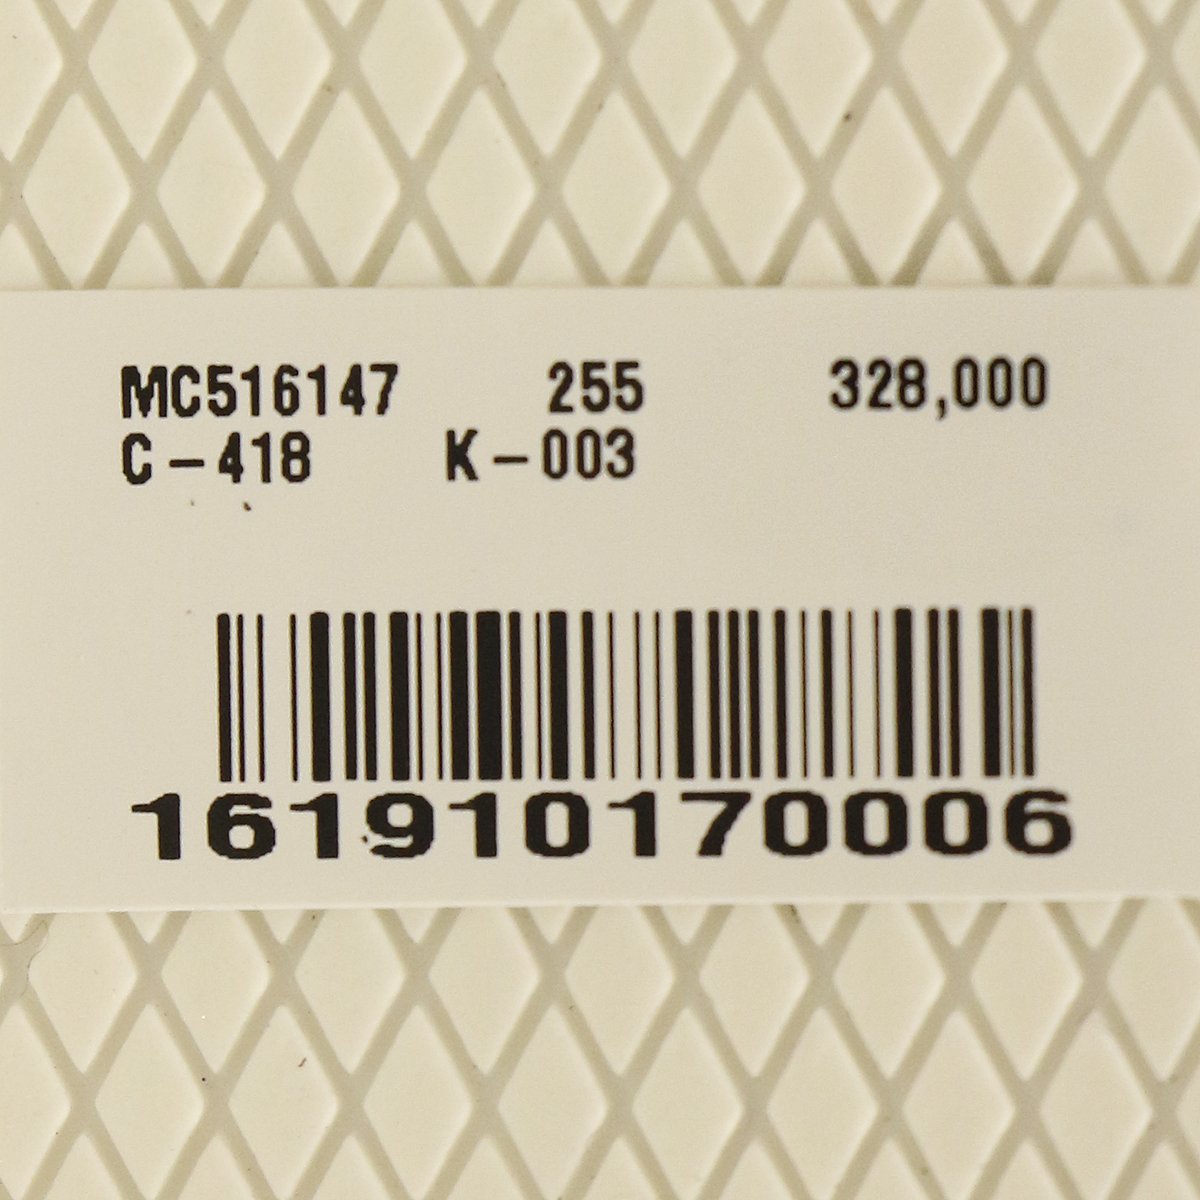 MC516147 255 328,000
C-418 K-003
161910170006